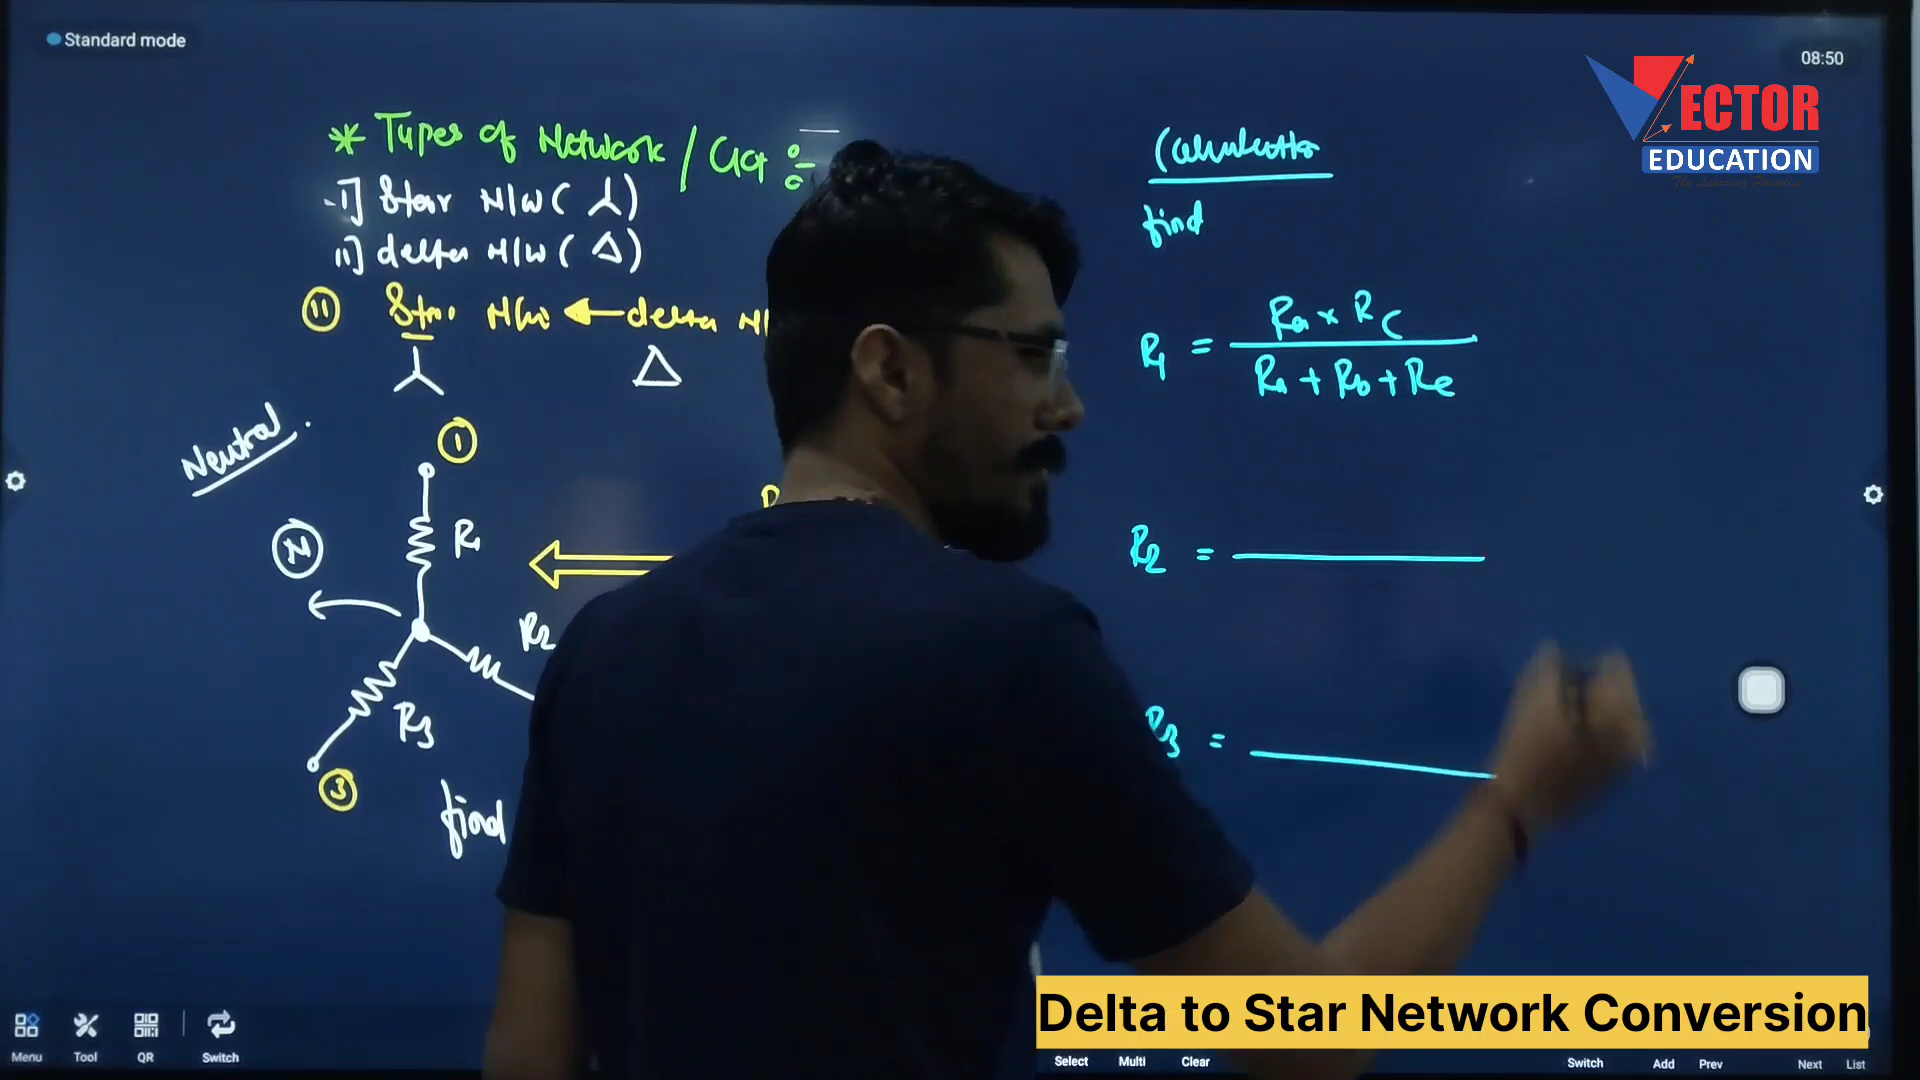 Standard mode
08:50
VECTOR
EDUCATION
* Types of Network /
I] Star N/W ( )
II] delta N/W ( Δ )
II Star ← delta
Δ
Neutral
1
R1
N
R2
R3
3
find
find
R1 = Ra × RC / Ra + Rb + Rc
R2 =
R3 =
Delta to Star Network Conversion
Menu Tool QR Switch
Select Multi Clear
Switch Add Prev Next List